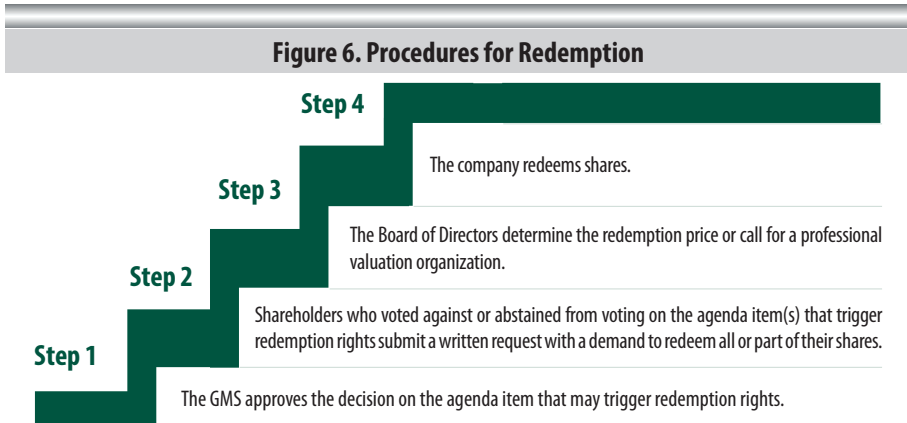 Figure 6. Procedures for Redemption
Step 4
The company redeems shares.
Step 3
The Board of Directors determine the redemption price or call for a professional
valuation organization.
Step 2
Shareholders who voted against or abstained from voting on the agenda item(s) that trigger
redemption rights submit a written request with a demand to redeem all or part of their shares.
Step 1
The GMS approves the decision on the agenda item that may trigger redemption rights.